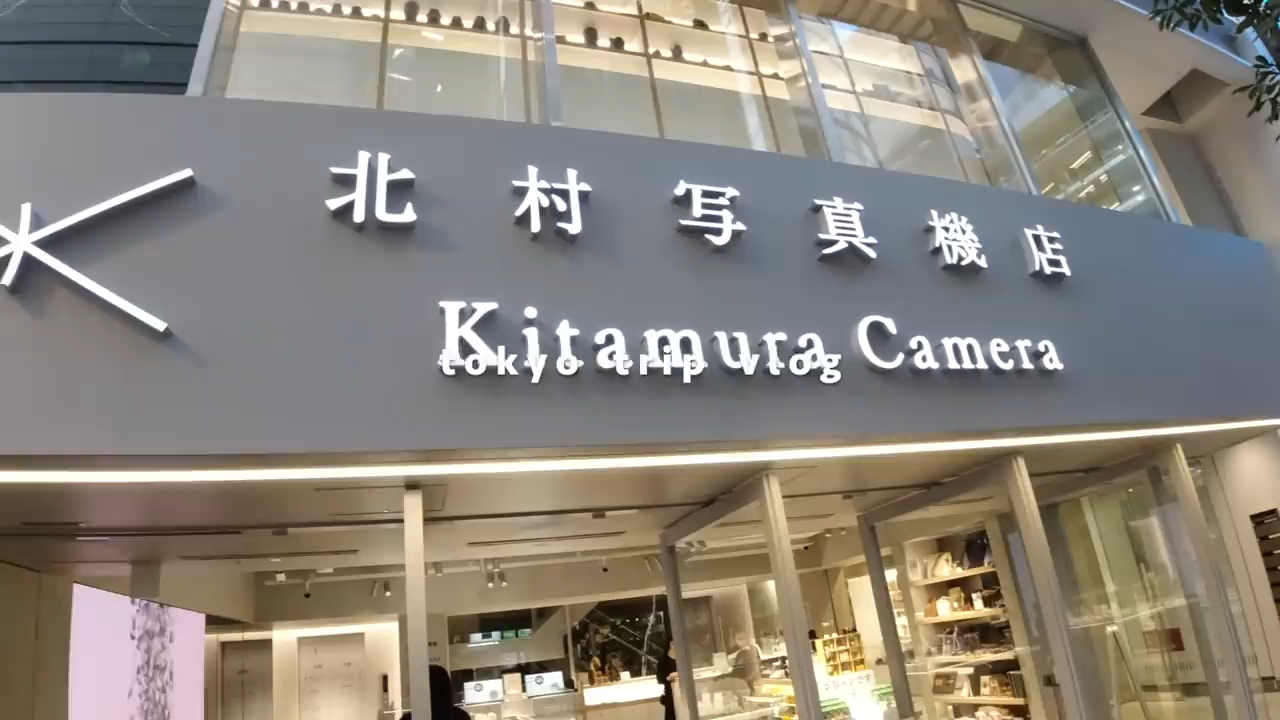 北村写真機店
Kitamura Camera
tokyo trip vlog